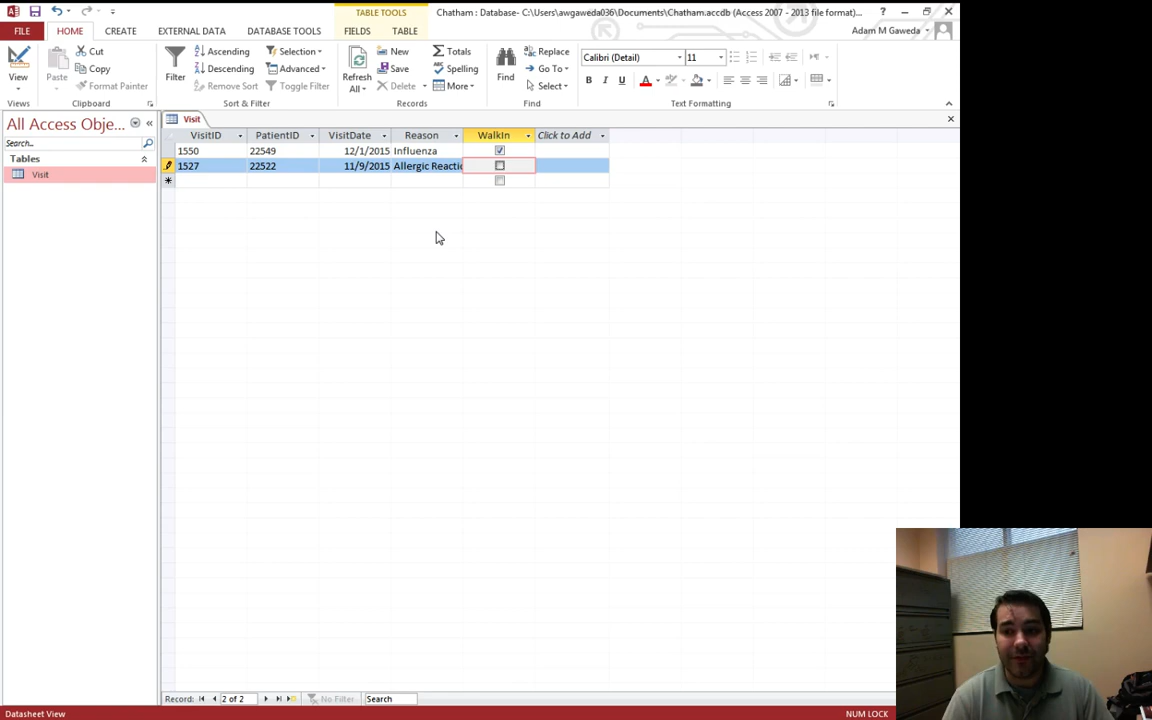 TABLE TOOLS
Chatham : Database- C:\Users\awgaweda036\Documents\Chatham.accdb (Access 2007 - 2013 file format)...
FILE HOME CREATE EXTERNAL DATA DATABASE TOOLS FIELDS TABLE Adam M Gaweda
View
Views
Paste
Cut
Copy
Format Painter
Clipboard
Filter
Ascending
Descending
Remove Sort
Selection
Advanced
Toggle Filter
Sort & Filter
Refresh
All
New
Save
Delete
Totals
Spelling
More
Records
Find
Replace
Go To
Select
Find
Calibri (Detail) 11
B I U A
Text Formatting
All Access Obje...
Search...
Tables
Visit
Visit
VisitID PatientID VisitDate Reason WalkIn Click to Add
1550 22549 12/1/2015 Influenza
1527 22522 11/9/2015 Allergic Reactio
Record: 2 of 2 No Filter Search
Datasheet View NUM LOCK